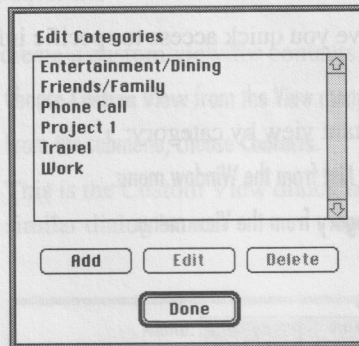 Edit Categories
Entertainment/Dining
Friends/Family
Phone Call
Project 1
Travel
Work
Add Edit Delete
Done